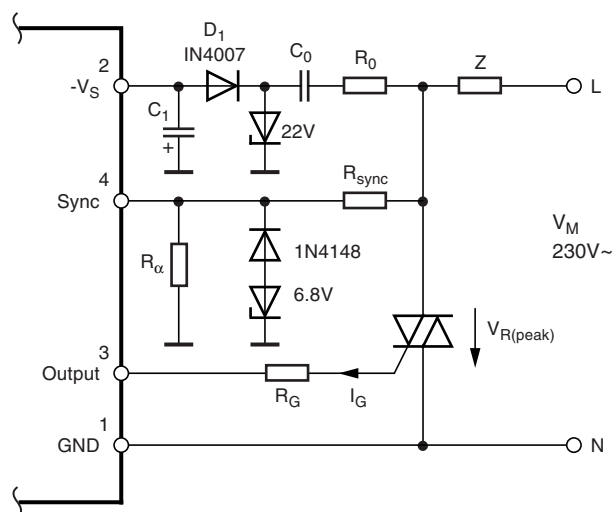 D1
IN4007
C0
R0
Z
2
-VS
L
C1
+
22V
4
Sync
Rsync
Rα
1N4148
6.8V
VM
230V~
VR(peak)
3
Output
RG
IG
1
GND
N